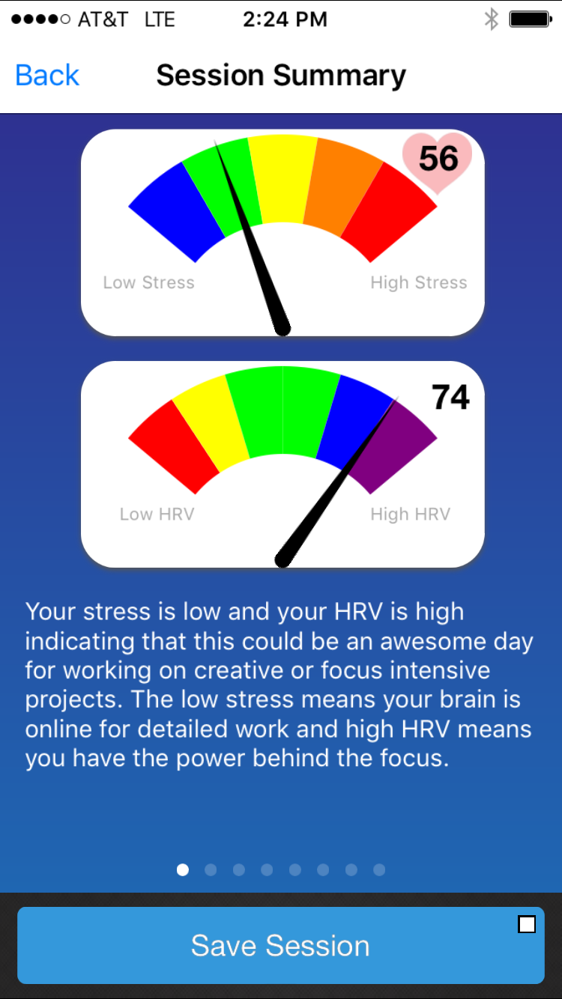 AT&T LTE 2:24 PM
Back Session Summary
56
Low Stress High Stress
74
Low HRV High HRV
Your stress is low and your HRV is high
indicating that this could be an awesome day
for working on creative or focus intensive
projects. The low stress means your brain is
online for detailed work and high HRV means
you have the power behind the focus.
Save Session